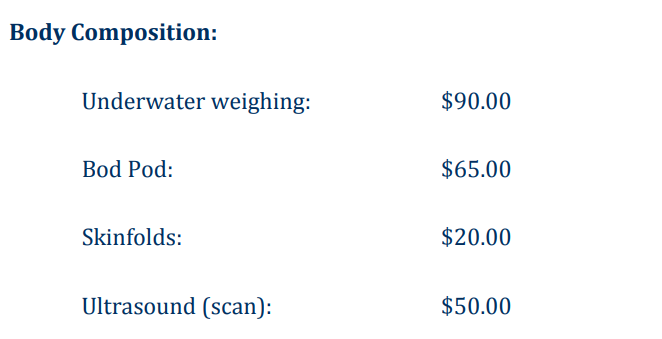 Body Composition:
Underwater weighing: $90.00
Bod Pod: $65.00
Skinfolds: $20.00
Ultrasound (scan): $50.00